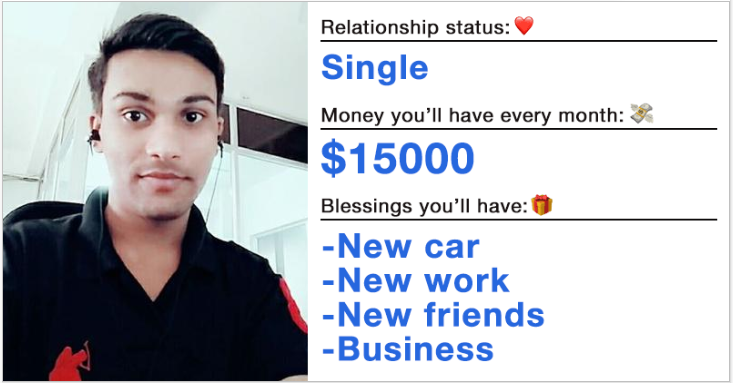 Relationship status: ❤️
Single
Money you'll have every month: 💸
$15000
Blessings you'll have: 🎁
-New car
-New work
-New friends
-Business